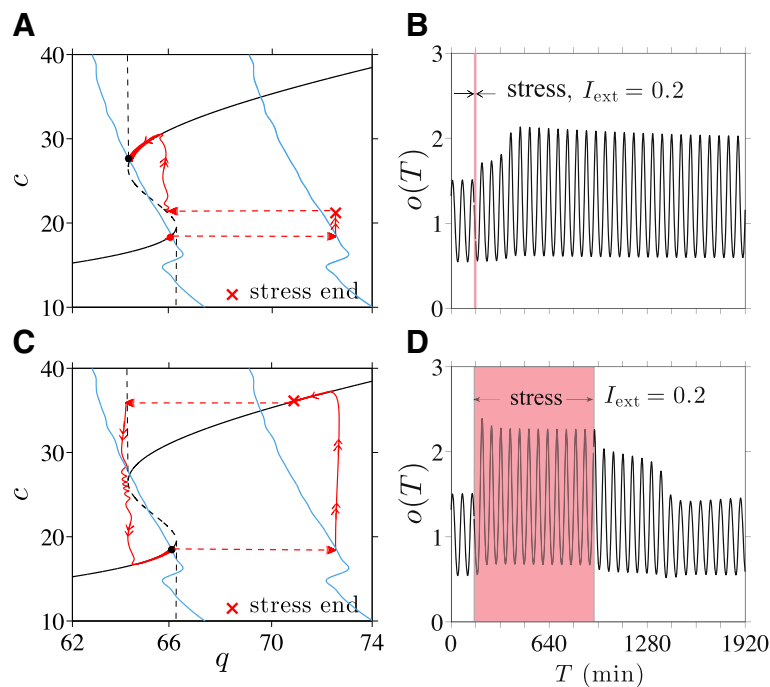 A
40
30
20
10
c
× stress end
B
3
2
1
0
o(T)
stress, I_ext = 0.2
C
40
30
20
10
c
× stress end
62
66
70
74
q
D
3
2
1
0
o(T)
stress I_ext = 0.2
0
640
1280
1920
T (min)